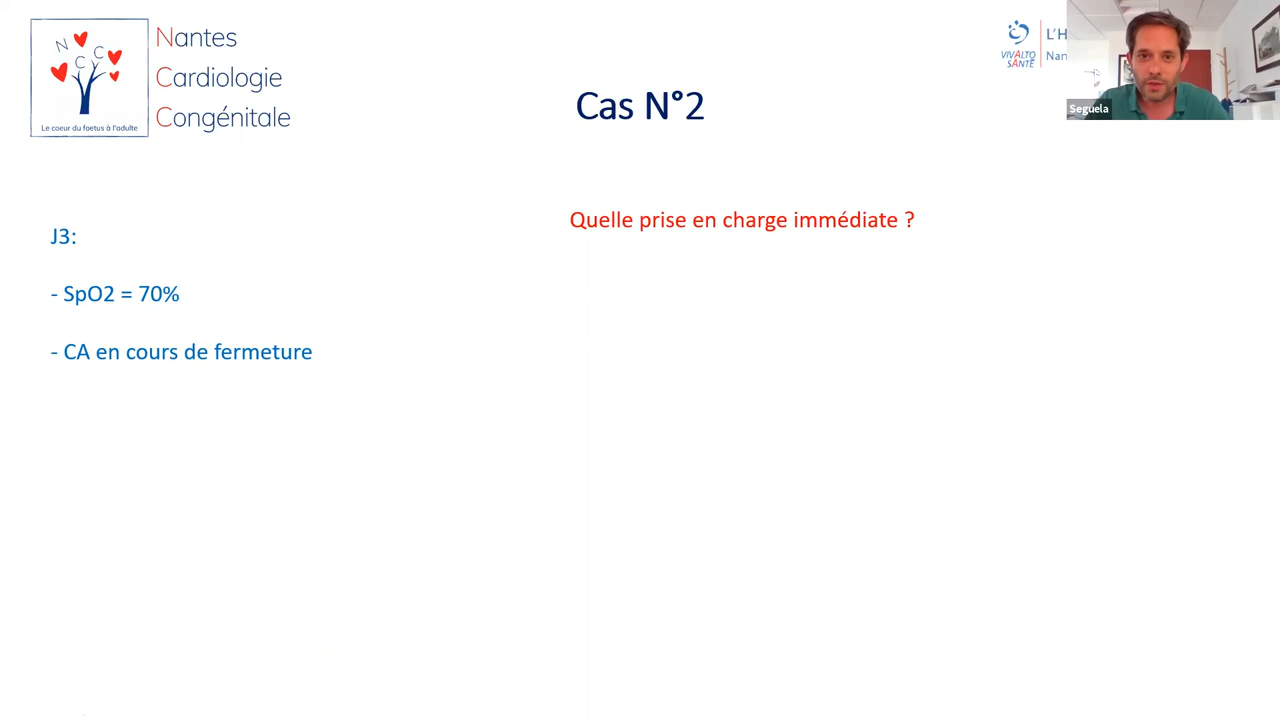 N
C
C
Le coeur du foetus à l'adulte
Nantes
Cardiologie
Congénitale
VIVALTO
SANTÉ
L'H
Nan
Seguela
Cas N°2
Quelle prise en charge immédiate ?
J3:
- SpO2 = 70%
- CA en cours de fermeture